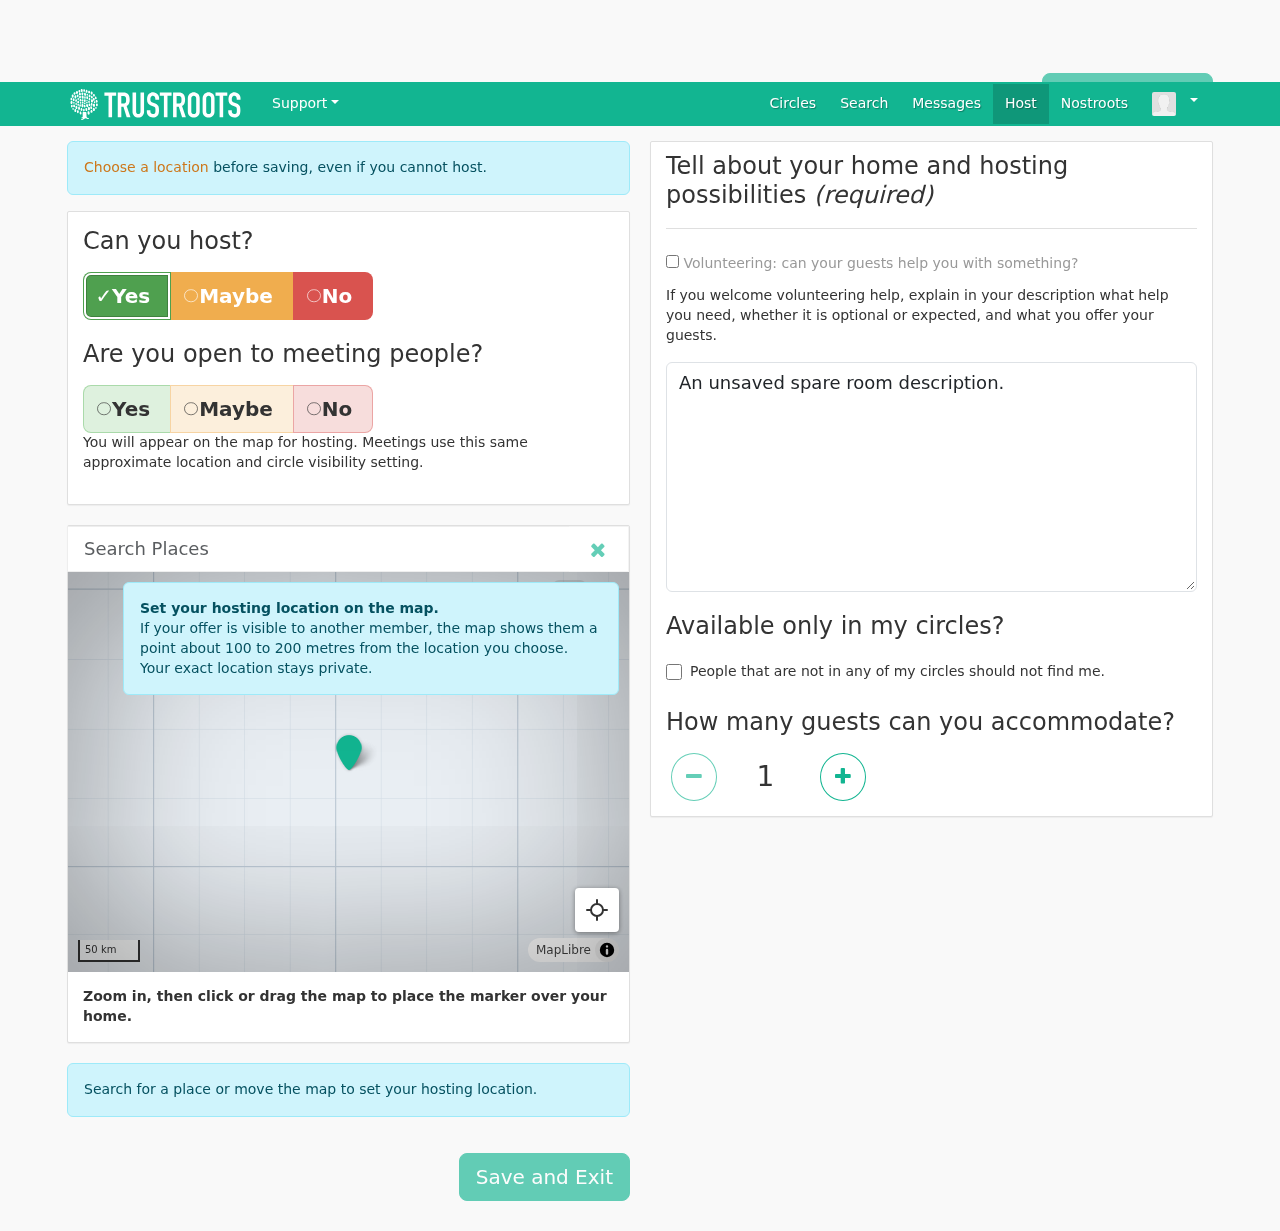 TRUSTROOTS
Support
Circles
Search
Messages
Host
Nostroots
Choose a location before saving, even if you cannot host.
Can you host?
✓Yes
Maybe
No
Are you open to meeting people?
Yes
Maybe
No
You will appear on the map for hosting. Meetings use this same
approximate location and circle visibility setting.
Search Places
Set your hosting location on the map.
If your offer is visible to another member, the map shows them a
point about 100 to 200 metres from the location you choose.
Your exact location stays private.
50 km
MapLibre
Zoom in, then click or drag the map to place the marker over your
home.
Search for a place or move the map to set your hosting location.
Save and Exit
Tell about your home and hosting
possibilities (required)
Volunteering: can your guests help you with something?
If you welcome volunteering help, explain in your description what help
you need, whether it is optional or expected, and what you offer your
guests.
An unsaved spare room description.
Available only in my circles?
People that are not in any of my circles should not find me.
How many guests can you accommodate?
1